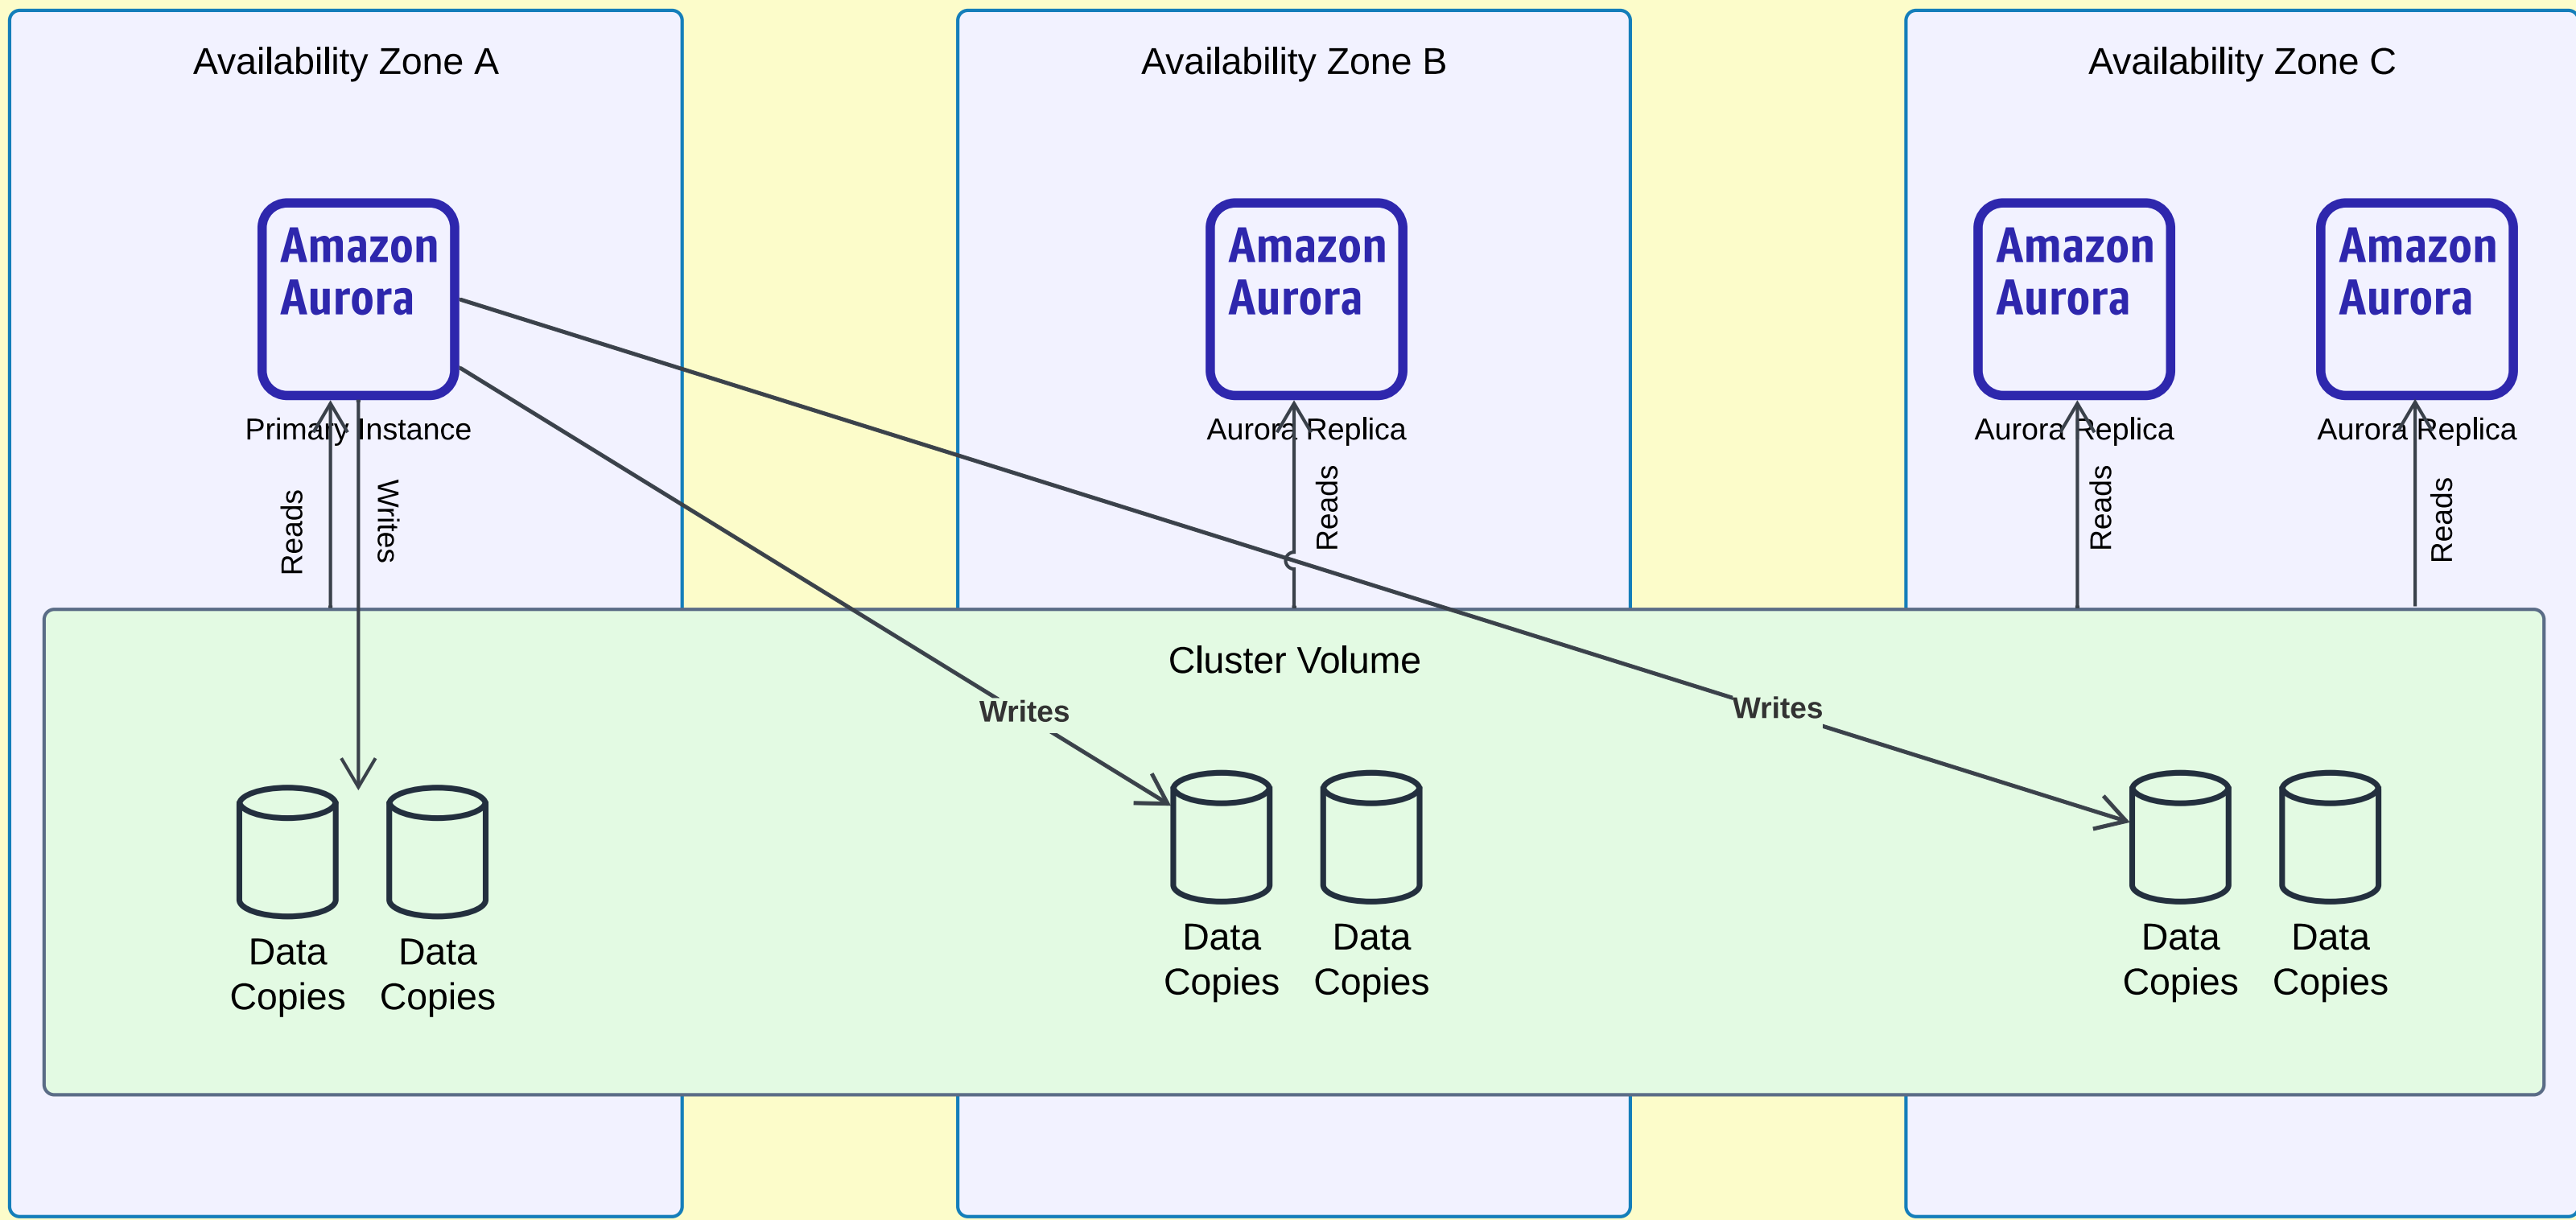 Availability Zone A
Availability Zone B
Availability Zone C
Amazon
Aurora
Amazon
Aurora
Amazon
Aurora
Amazon
Aurora
Primary Instance
Aurora Replica
Aurora Replica
Aurora Replica
Reads
Writes
Reads
Reads
Reads
Cluster Volume
Writes
Writes
Data
Copies
Data
Copies
Data
Copies
Data
Copies
Data
Copies
Data
Copies